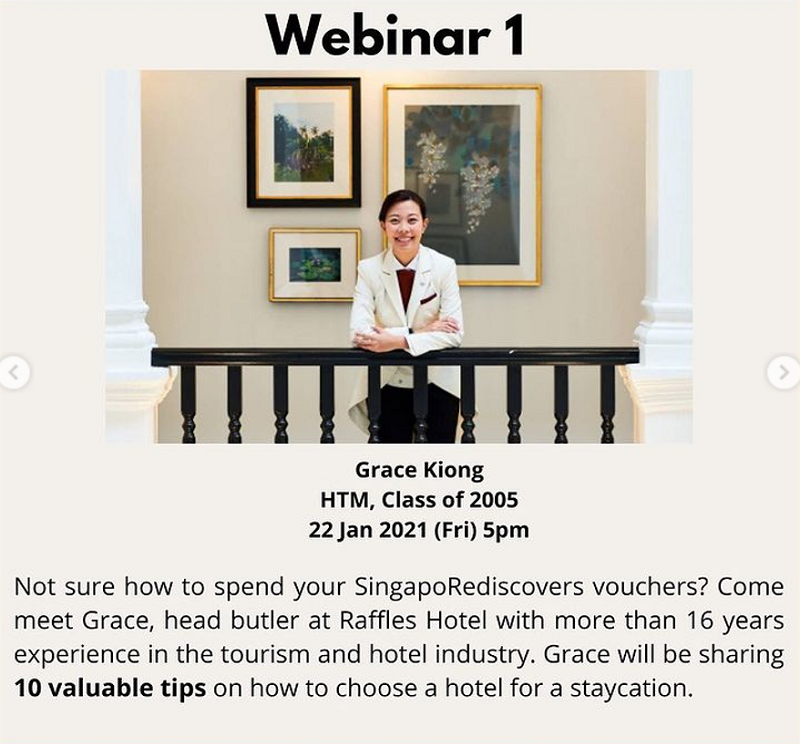 Webinar 1
Grace Kiong
HTM, Class of 2005
22 Jan 2021 (Fri) 5pm
Not sure how to spend your SingapoRediscovers vouchers? Come
meet Grace, head butler at Raffles Hotel with more than 16 years
experience in the tourism and hotel industry. Grace will be sharing
10 valuable tips on how to choose a hotel for a staycation.